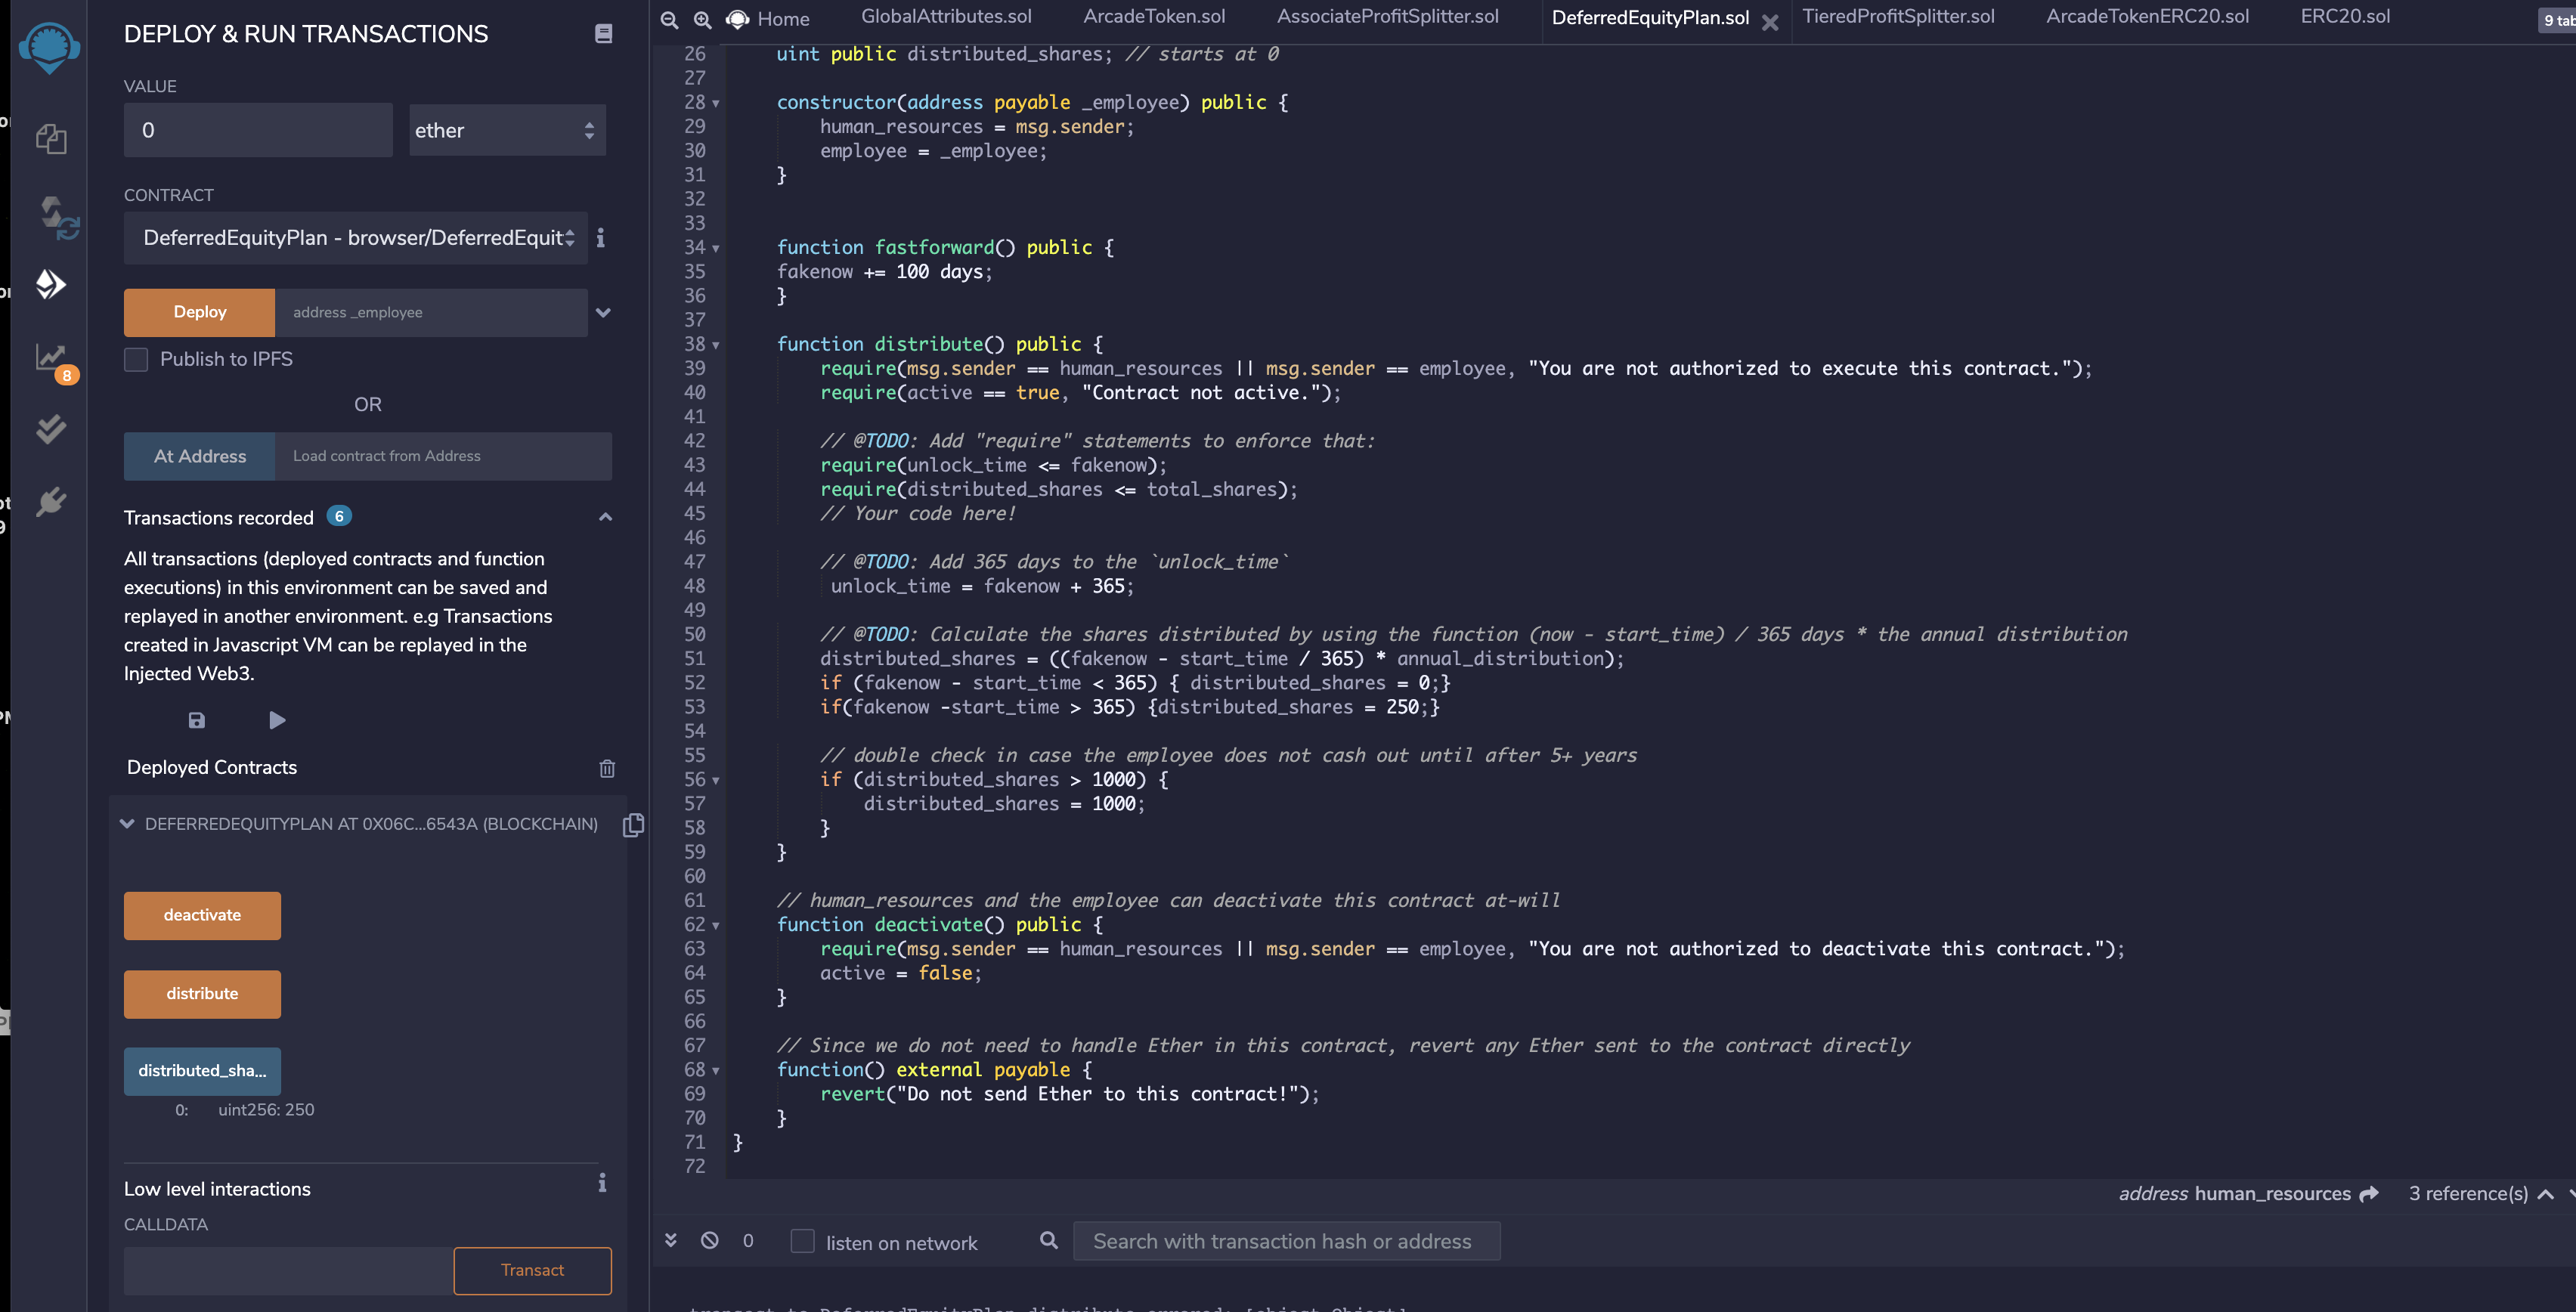 DEPLOY & RUN TRANSACTIONS
VALUE
0
ether
CONTRACT
DeferredEquityPlan - browser/DeferredEquit
Deploy
address _employee
Publish to IPFS
OR
At Address
Load contract from Address
Transactions recorded 6
All transactions (deployed contracts and function
executions) in this environment can be saved and
replayed in another environment. e.g Transactions
created in Javascript VM can be replayed in the
Injected Web3.
Deployed Contracts
DEFERREDEQUITYPLAN AT 0X06C...6543A (BLOCKCHAIN)
deactivate
distribute
distributed_sha...
0: uint256: 250
Low level interactions
CALLDATA
Transact
8
Home GlobalAttributes.sol ArcadeToken.sol AssociateProfitSplitter.sol DeferredEquityPlan.sol TieredProfitSplitter.sol ArcadeTokenERC20.sol ERC20.sol 9 tab
26 uint public distributed_shares; // starts at 0
27
28 constructor(address payable _employee) public {
29 human_resources = msg.sender;
30 employee = _employee;
31 }
32
33
34 function fastforward() public {
35 fakenow += 100 days;
36 }
37
38 function distribute() public {
39 require(msg.sender == human_resources || msg.sender == employee, "You are not authorized to execute this contract.");
40 require(active == true, "Contract not active.");
41
42 // @TODO: Add "require" statements to enforce that:
43 require(unlock_time <= fakenow);
44 require(distributed_shares <= total_shares);
45 // Your code here!
46
47 // @TODO: Add 365 days to the `unlock_time`
48 unlock_time = fakenow + 365;
49
50 // @TODO: Calculate the shares distributed by using the function (now - start_time) / 365 days * the annual distribution
51 distributed_shares = ((fakenow - start_time / 365) * annual_distribution);
52 if (fakenow - start_time < 365) { distributed_shares = 0;}
53 if(fakenow -start_time > 365) {distributed_shares = 250;}
54
55 // double check in case the employee does not cash out until after 5+ years
56 if (distributed_shares > 1000) {
57 distributed_shares = 1000;
58 }
59 }
60
61 // human_resources and the employee can deactivate this contract at-will
62 function deactivate() public {
63 require(msg.sender == human_resources || msg.sender == employee, "You are not authorized to deactivate this contract.");
64 active = false;
65 }
66
67 // Since we do not need to handle Ether in this contract, revert any Ether sent to the contract directly
68 function() external payable {
69 revert("Do not send Ether to this contract!");
70 }
71 }
72
address human_resources 3 reference(s)
0 listen on network Search with transaction hash or address